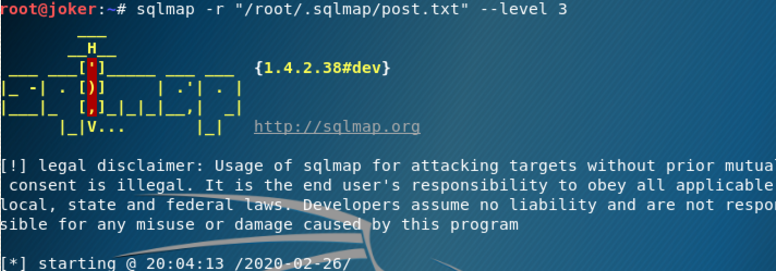 root@joker:~# sqlmap -r "/root/.sqlmap/post.txt" --level 3
        ___
       __H__
 ___ ___[']_____ ___ ___  {1.4.2.38#dev}
|_ -| . [)]     | .'| . |
|___|_  [,]_|_|_|__,|  _|
      |_|V...       |_|   http://sqlmap.org
[!] legal disclaimer: Usage of sqlmap for attacking targets without prior mutua
consent is illegal. It is the end user's responsibility to obey all applicable
local, state and federal laws. Developers assume no liability and are not respo
sible for any misuse or damage caused by this program
[*] starting @ 20:04:13 /2020-02-26/